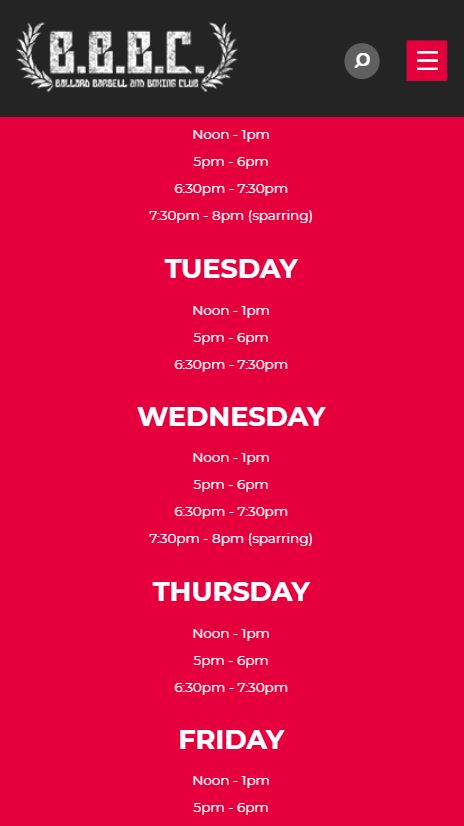 B.B.B.C.
BALLARD BARBELL AND BOXING CLUB
Noon - 1pm
5pm - 6pm
6:30pm - 7:30pm
7:30pm - 8pm (sparring)
TUESDAY
Noon - 1pm
5pm - 6pm
6:30pm - 7:30pm
WEDNESDAY
Noon - 1pm
5pm - 6pm
6:30pm - 7:30pm
7:30pm - 8pm (sparring)
THURSDAY
Noon - 1pm
5pm - 6pm
6:30pm - 7:30pm
FRIDAY
Noon - 1pm
5pm - 6pm